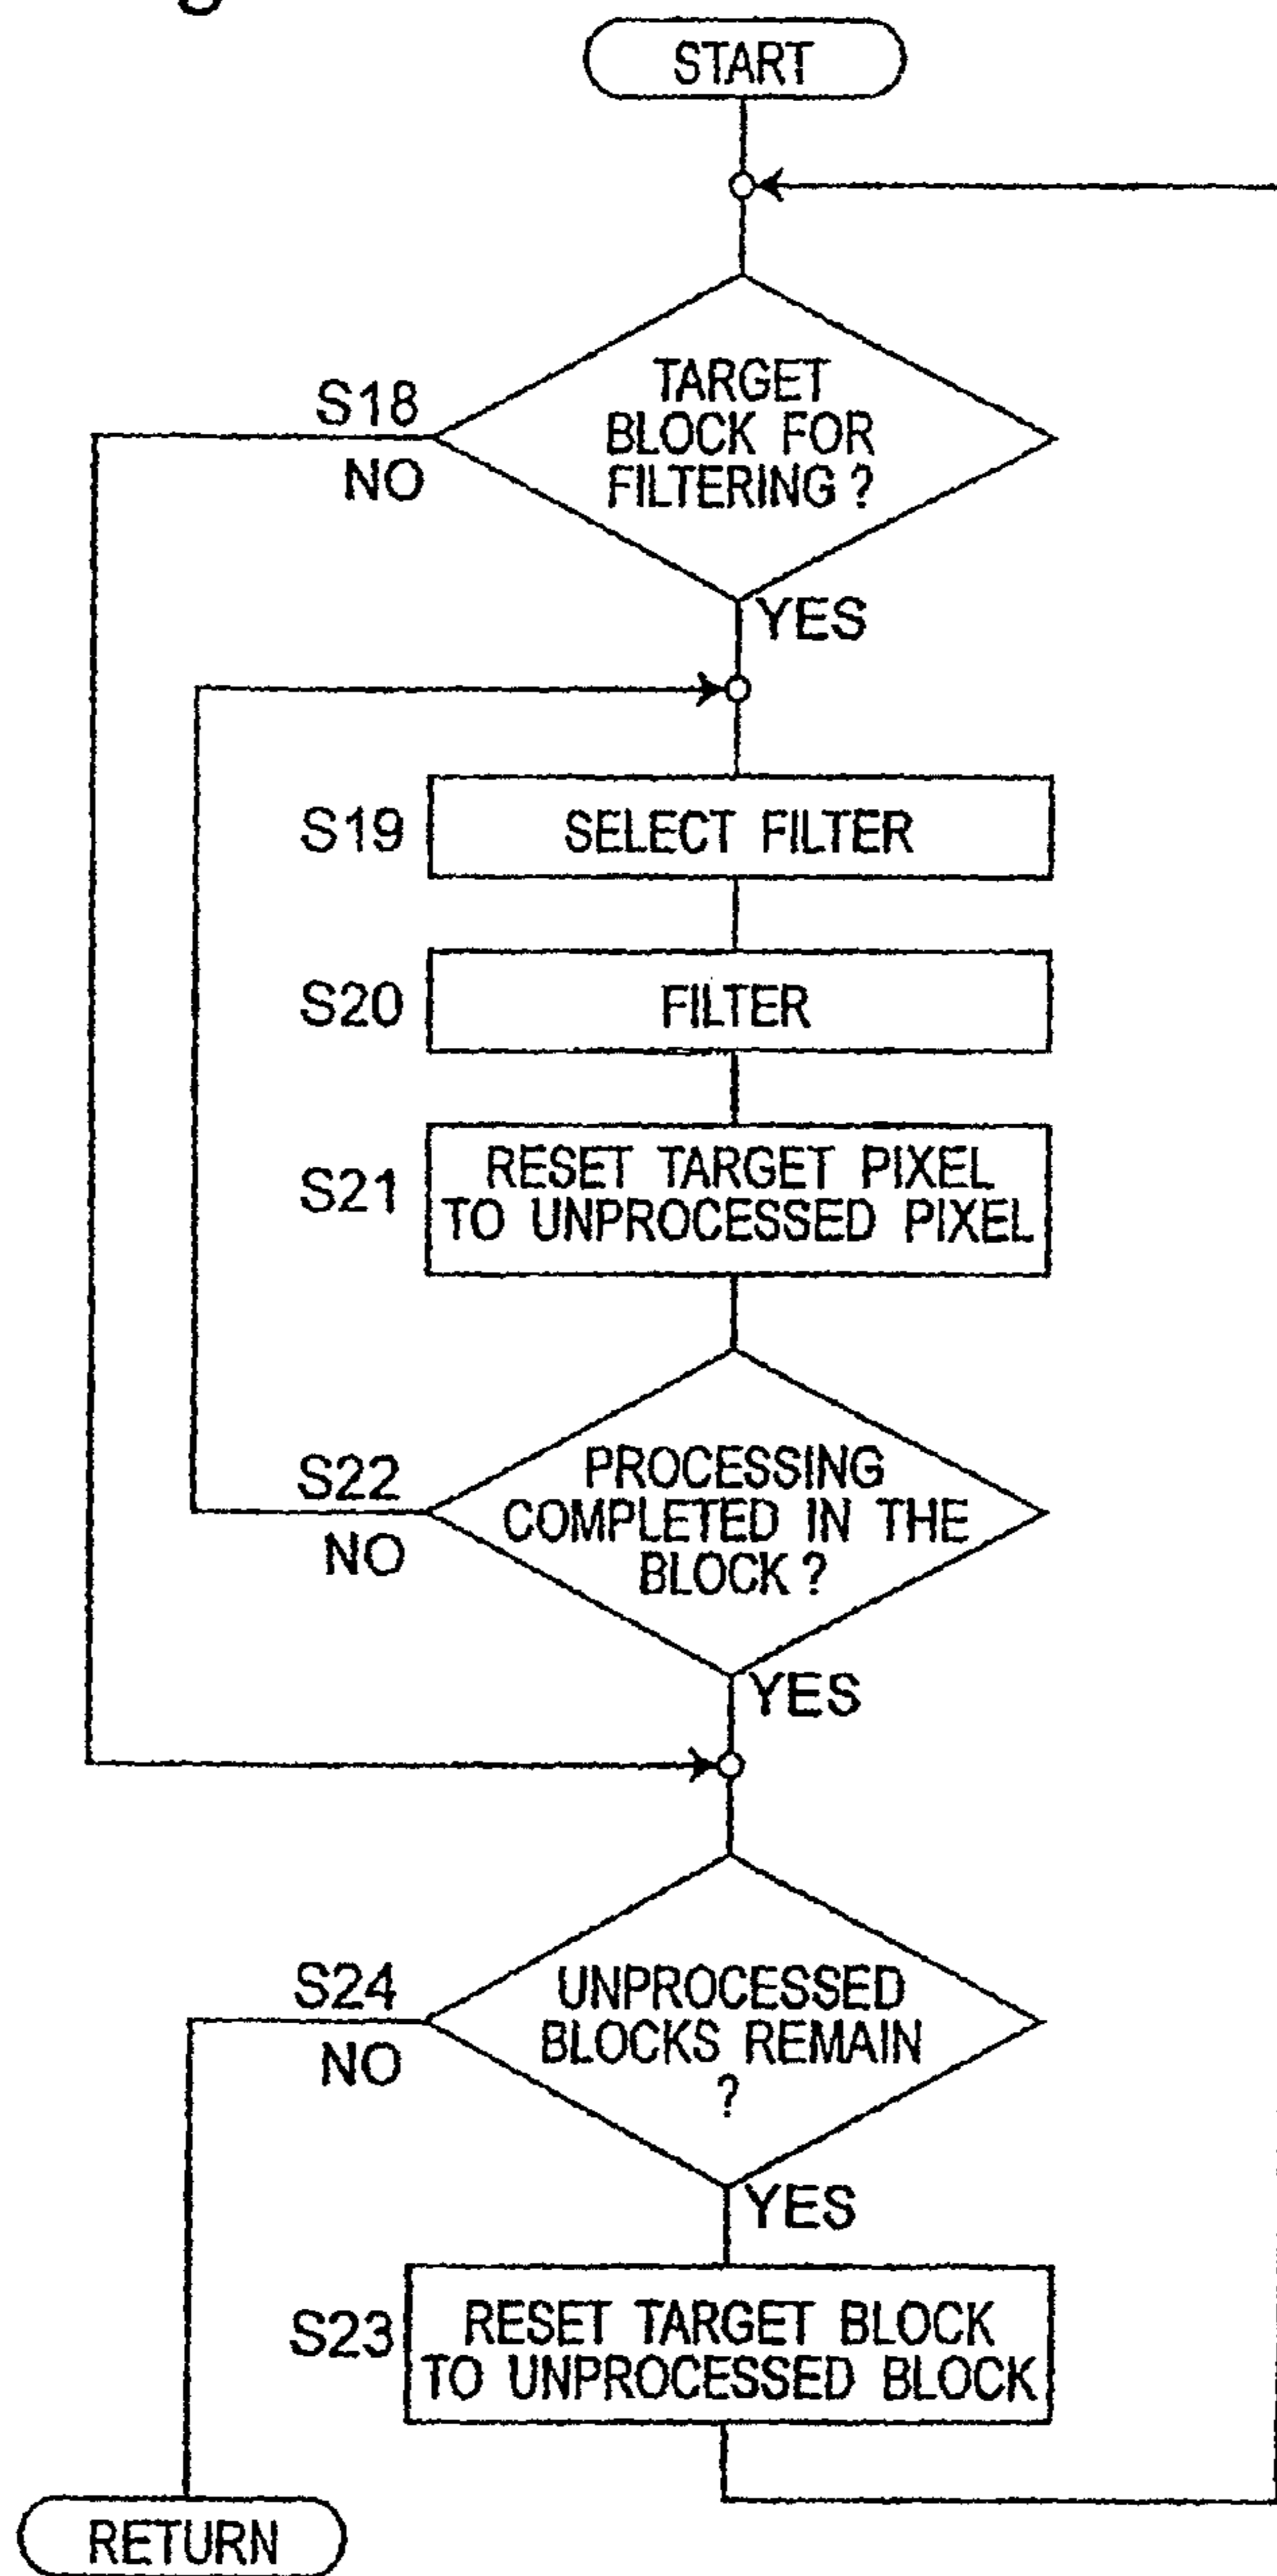 START
TARGET
BLOCK FOR
FILTERING ?
S18
NO
YES
S19
SELECT FILTER
S20
FILTER
S21
RESET TARGET PIXEL
TO UNPROCESSED PIXEL
S22
NO
PROCESSING
COMPLETED IN THE
BLOCK ?
YES
S24
NO
UNPROCESSED
BLOCKS REMAIN
?
YES
S23
RESET TARGET BLOCK
TO UNPROCESSED BLOCK
RETURN